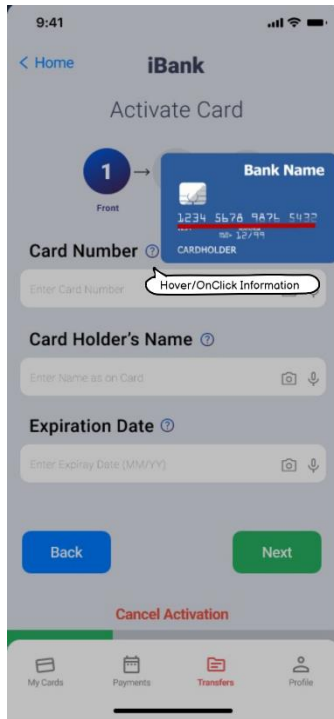 9:41
< Home
iBank
Activate Card
1 →
Front
Bank Name
1234 5678 9876 5432
12/99
CARDHOLDER
Card Number ?
Enter Card Number
Hover/OnClick Information
Card Holder's Name ?
Enter Name as on Card
Expiration Date ?
Enter Expiray Date (MM/YY)
Back
Next
Cancel Activation
My Cards
Payments
Transfers
Profile